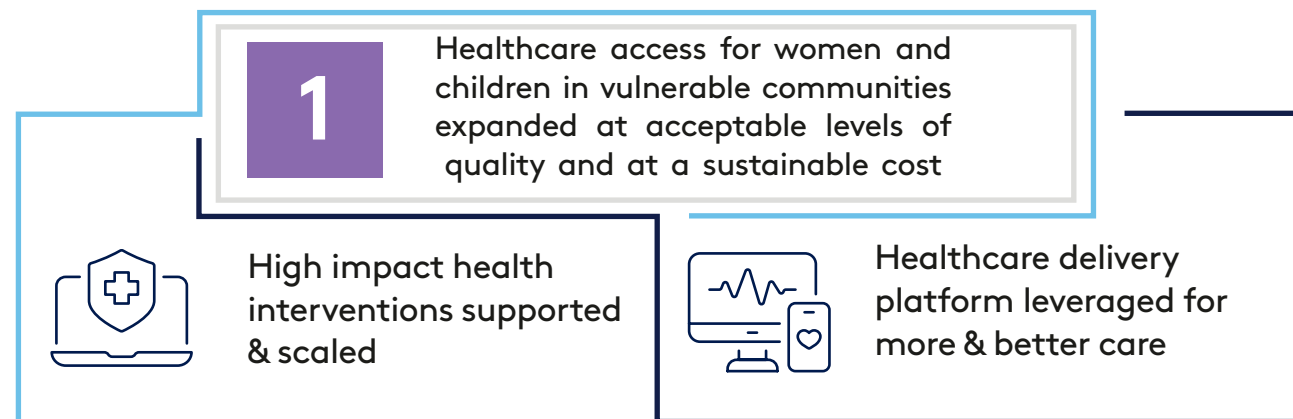 1
Healthcare access for women and
children in vulnerable communities
expanded at acceptable levels of
quality and at a sustainable cost
High impact health
interventions supported
& scaled
Healthcare delivery
platform leveraged for
more & better care